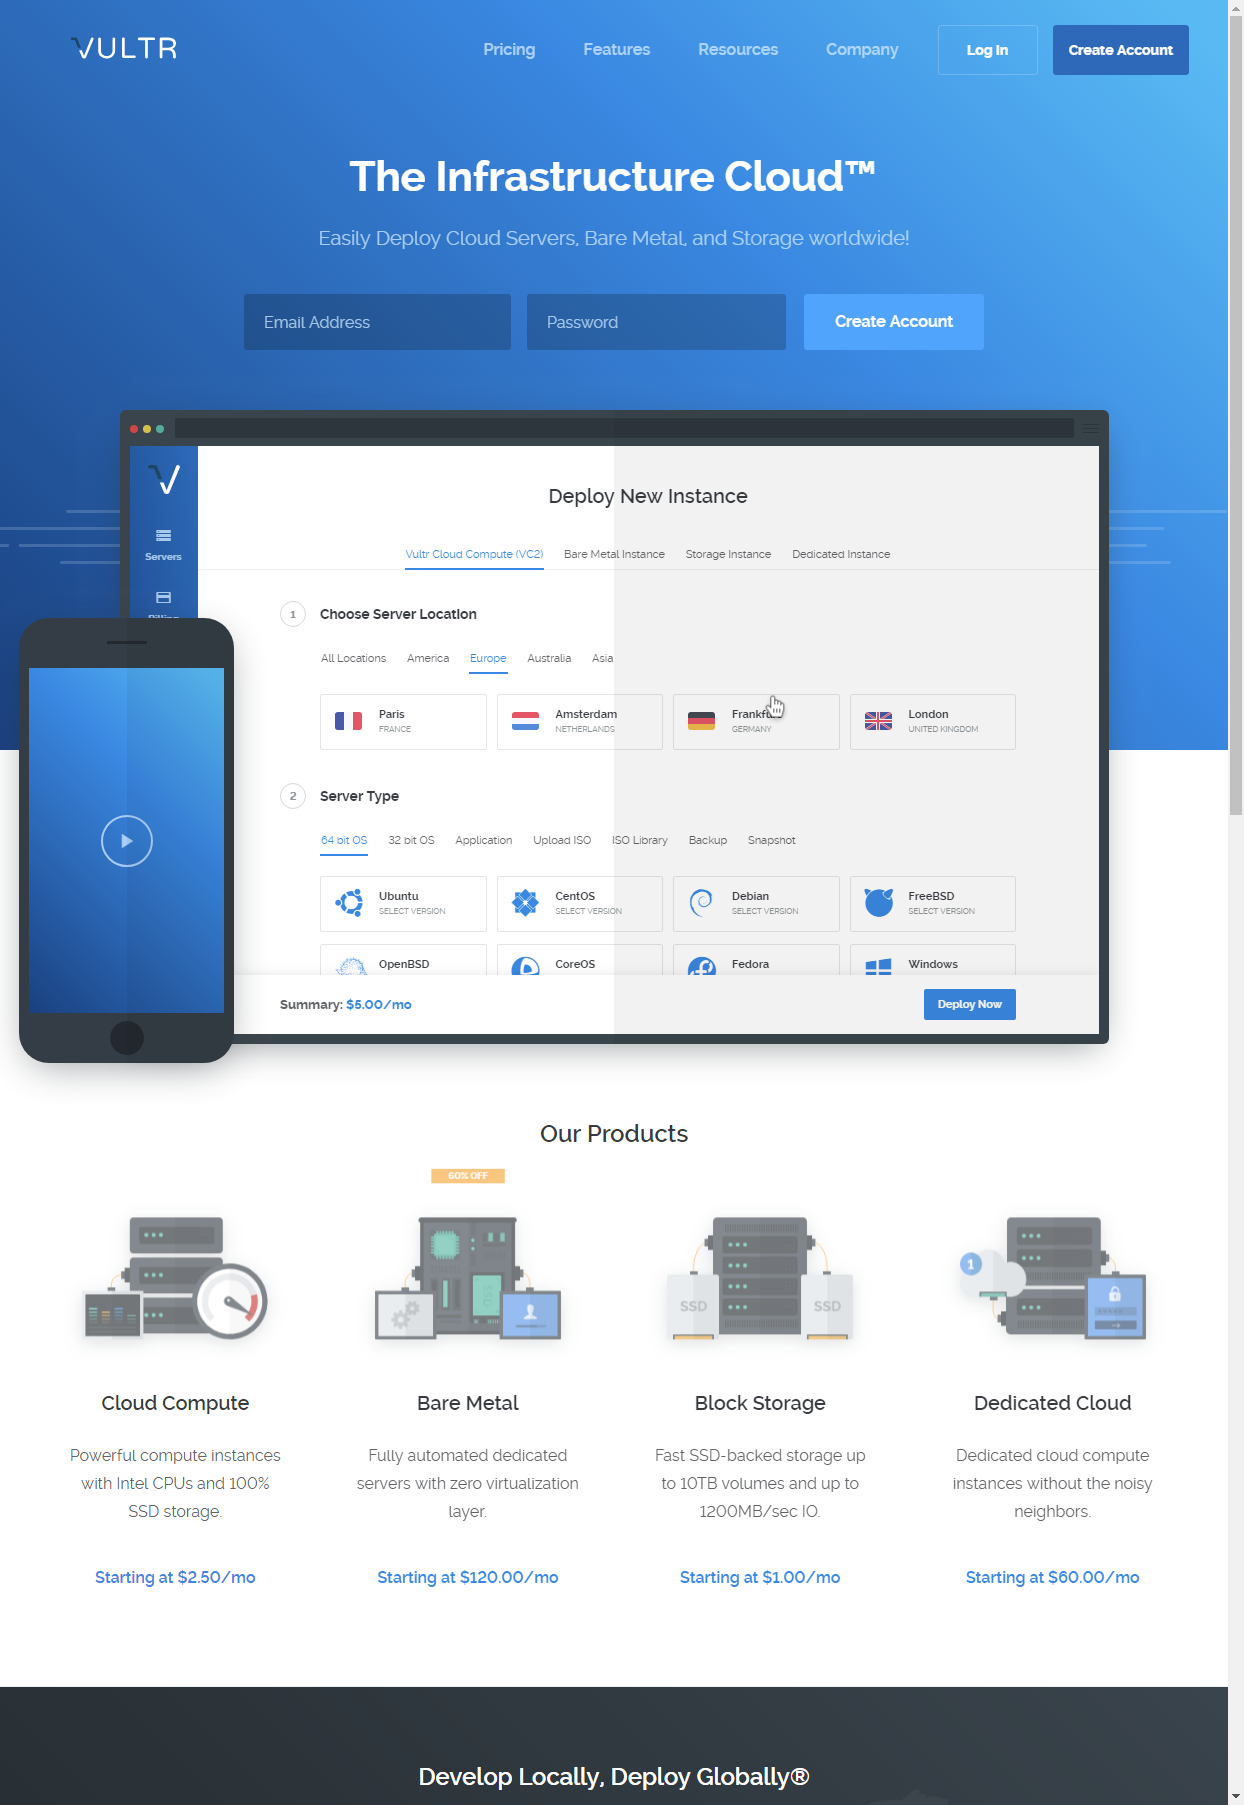 VULTR
Pricing
Features
Resources
Company
Log In
Create Account
The Infrastructure Cloud™
Easily Deploy Cloud Servers, Bare Metal, and Storage worldwide!
Email Address
Password
Create Account
Deploy New Instance
Servers
Vultr Cloud Compute (VC2)
Bare Metal Instance
Storage Instance
Dedicated Instance
1
Choose Server Location
All Locations
America
Europe
Australia
Asia
Paris
FRANCE
Amsterdam
NETHERLANDS
GERMANY
London
UNITED KINGDOM
2
Server Type
64 bit OS
32 bit OS
Application
Upload ISO
ISO Library
Backup
Snapshot
Ubuntu
SELECT VERSION
CentOS
SELECT VERSION
Debian
SELECT VERSION
FreeBSD
SELECT VERSION
OpenBSD
CoreOS
Fedora
Windows
Summary: $5.00/mo
Deploy Now
Our Products
60% OFF
SSD
SSD
SSD
1
Cloud Compute
Powerful compute instances
with Intel CPUs and 100%
SSD storage.
Starting at $2.50/mo
Bare Metal
Fully automated dedicated
servers with zero virtualization
layer.
Starting at $120.00/mo
Block Storage
Fast SSD-backed storage up
to 10TB volumes and up to
1200MB/sec IO.
Starting at $1.00/mo
Dedicated Cloud
Dedicated cloud compute
instances without the noisy
neighbors.
Starting at $60.00/mo
Develop Locally, Deploy Globally®